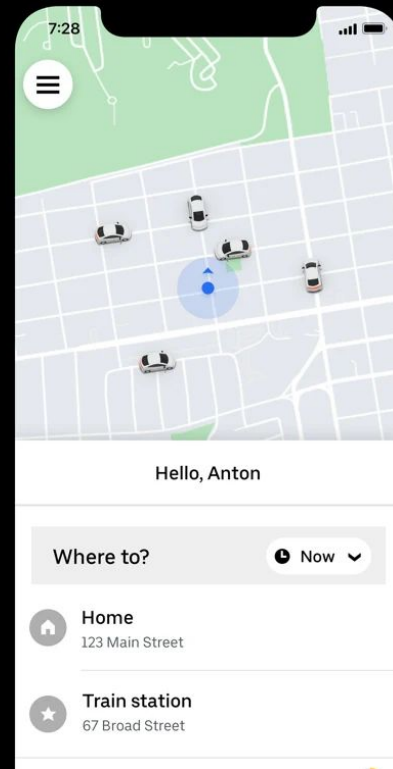 7:28
Hello, Anton
Where to?
Now
Home
123 Main Street
Train station
67 Broad Street